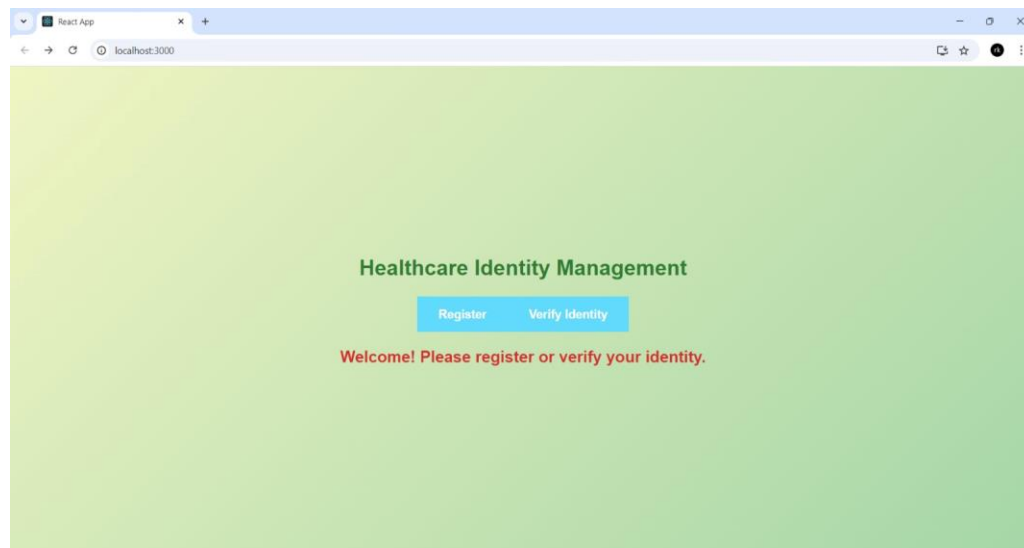 React App
localhost:3000
Healthcare Identity Management
Register Verify Identity
Welcome! Please register or verify your identity.